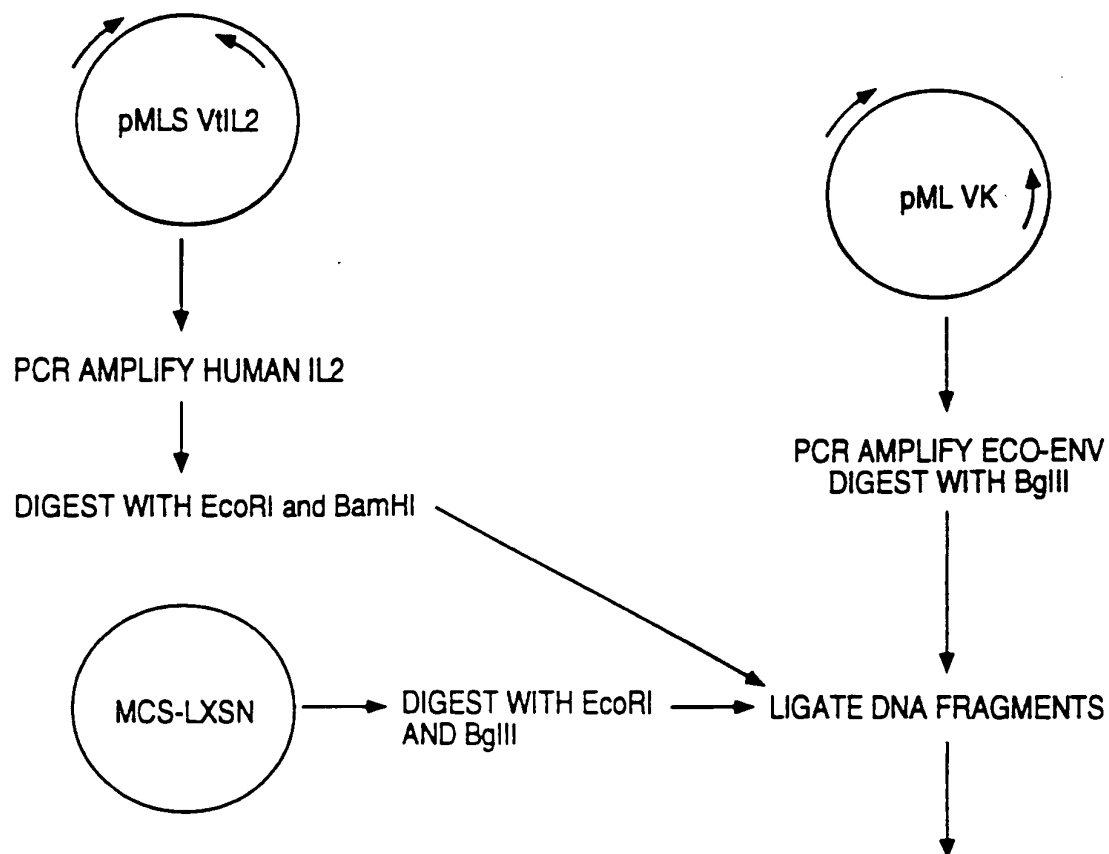 pMLS VtIL2
pML VK
PCR AMPLIFY HUMAN IL2
PCR AMPLIFY ECO-ENV
DIGEST WITH BglII
DIGEST WITH EcoRI and BamHI
MCS-LXSN
DIGEST WITH EcoRI
AND BglII
LIGATE DNA FRAGMENTS